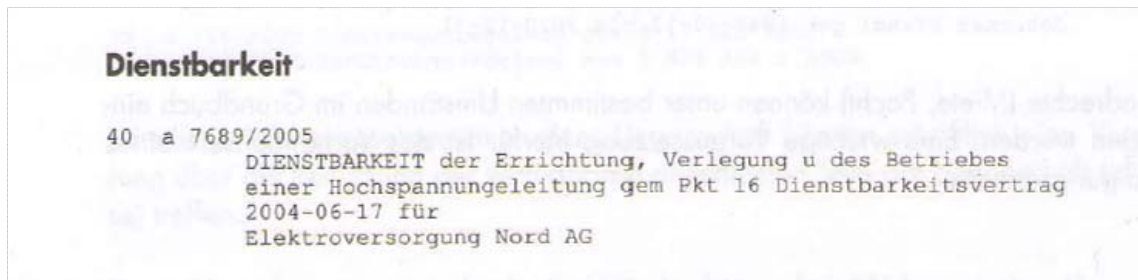 Dienstbarkeit
40 a 7689/2005
DIENSTBARKEIT der Errichtung, Verlegung u des Betriebes
einer Hochspannungeleitung gem Pkt 16 Dienstbarkeitsvertrag
2004-06-17 für
Elektroversorgung Nord AG